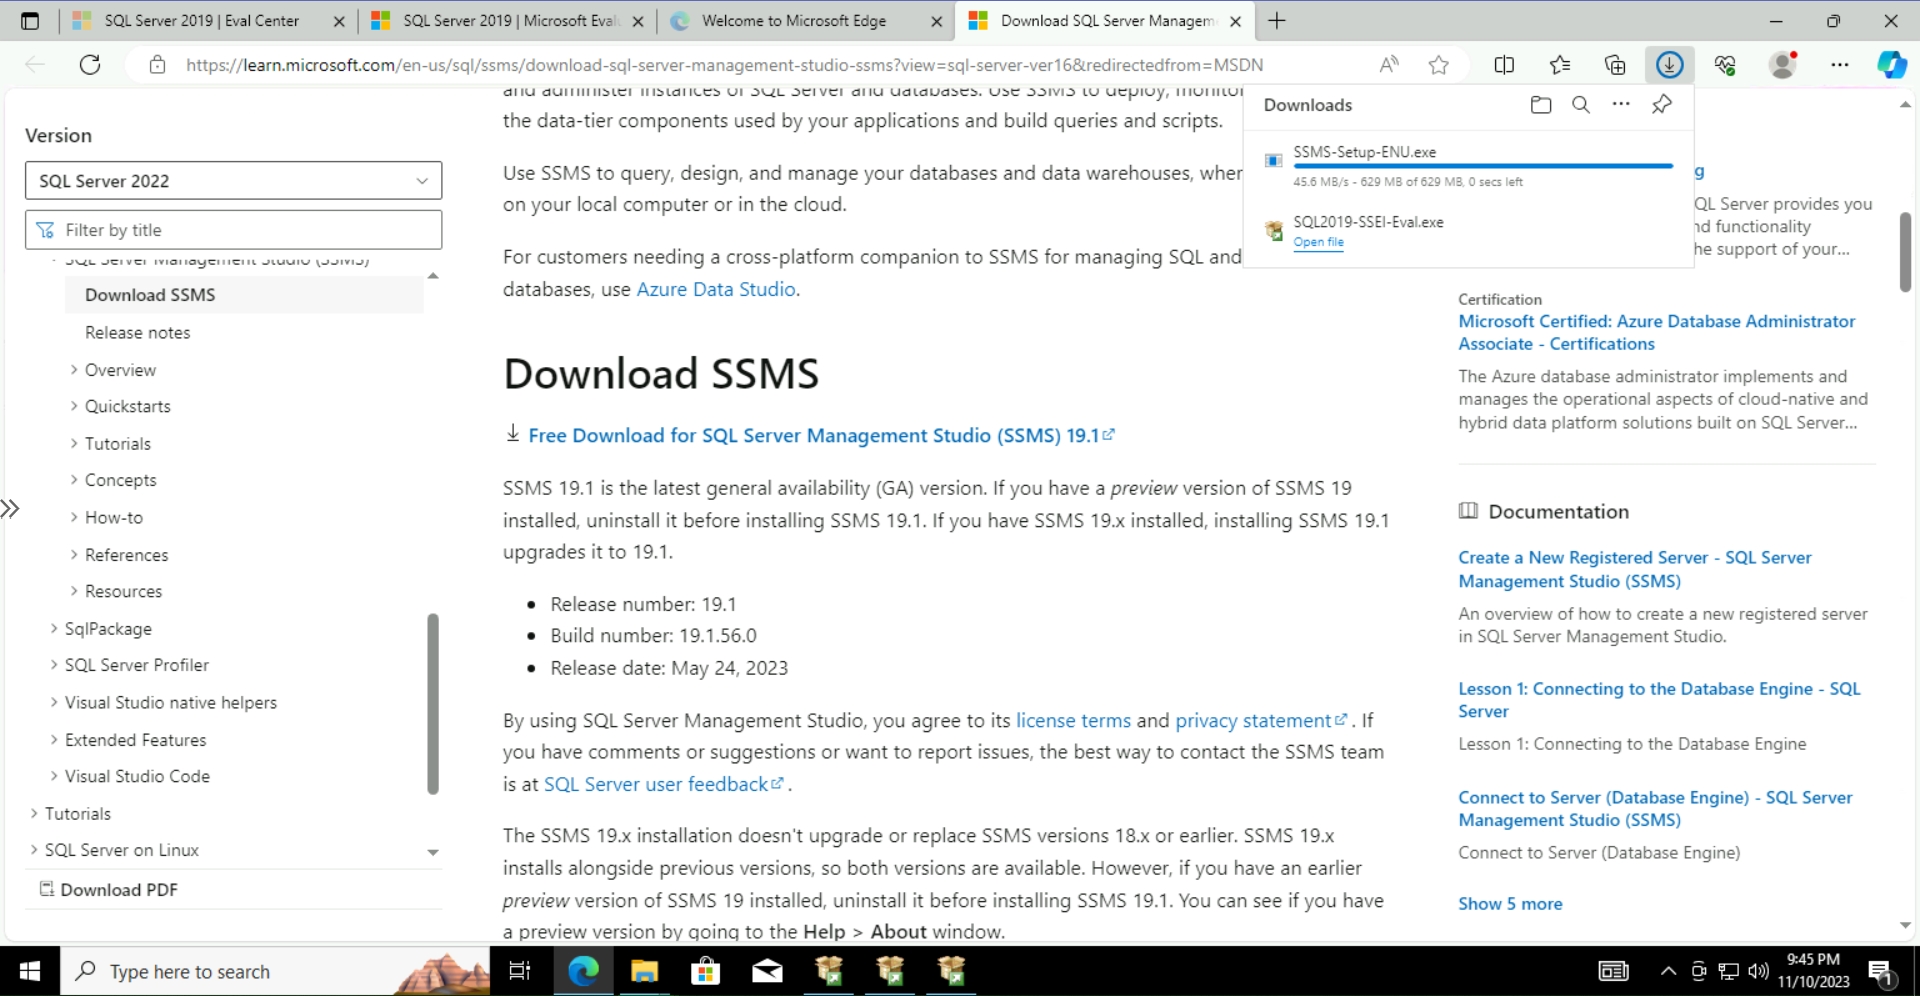 SQL Server 2019 | Eval Center
SQL Server 2019 | Microsoft Eval
Welcome to Microsoft Edge
Download SQL Server Managem
https://learn.microsoft.com/en-us/sql/ssms/download-sql-server-management-studio-ssms?view=sql-server-ver16&redirectedfrom=MSDN
Downloads
SSMS-Setup-ENU.exe
45.6 MB/s - 629 MB of 629 MB, 0 secs left
SQL2019-SSEI-Eval.exe
Open file
Version
SQL Server 2022
Filter by title
SQL Server Management Studio (SSMS)
Download SSMS
Release notes
Overview
Quickstarts
Tutorials
Concepts
How-to
References
Resources
SqlPackage
SQL Server Profiler
Visual Studio native helpers
Extended Features
Visual Studio Code
Tutorials
SQL Server on Linux
Download PDF
and administer instances of SQL Server and databases. Use SSMS to deploy, monitor
the data-tier components used by your applications and build queries and scripts.
Use SSMS to query, design, and manage your databases and data warehouses, wher
on your local computer or in the cloud.
For customers needing a cross-platform companion to SSMS for managing SQL and
databases, use Azure Data Studio.
Download SSMS
Free Download for SQL Server Management Studio (SSMS) 19.1
SSMS 19.1 is the latest general availability (GA) version. If you have a preview version of SSMS 19
installed, uninstall it before installing SSMS 19.1. If you have SSMS 19.x installed, installing SSMS 19.1
upgrades it to 19.1.
• Release number: 19.1
• Build number: 19.1.56.0
• Release date: May 24, 2023
By using SQL Server Management Studio, you agree to its license terms and privacy statement. If
you have comments or suggestions or want to report issues, the best way to contact the SSMS team
is at SQL Server user feedback.
The SSMS 19.x installation doesn't upgrade or replace SSMS versions 18.x or earlier. SSMS 19.x
installs alongside previous versions, so both versions are available. However, if you have an earlier
preview version of SSMS 19 installed, uninstall it before installing SSMS 19.1. You can see if you have
a preview version by going to the Help > About window.
g
QL Server provides you
nd functionality
he support of your...
Certification
Microsoft Certified: Azure Database Administrator
Associate - Certifications
The Azure database administrator implements and
manages the operational aspects of cloud-native and
hybrid data platform solutions built on SQL Server...
Documentation
Create a New Registered Server - SQL Server
Management Studio (SSMS)
An overview of how to create a new registered server
in SQL Server Management Studio.
Lesson 1: Connecting to the Database Engine - SQL
Server
Lesson 1: Connecting to the Database Engine
Connect to Server (Database Engine) - SQL Server
Management Studio (SSMS)
Connect to Server (Database Engine)
Show 5 more
Type here to search
9:45 PM
11/10/2023
1